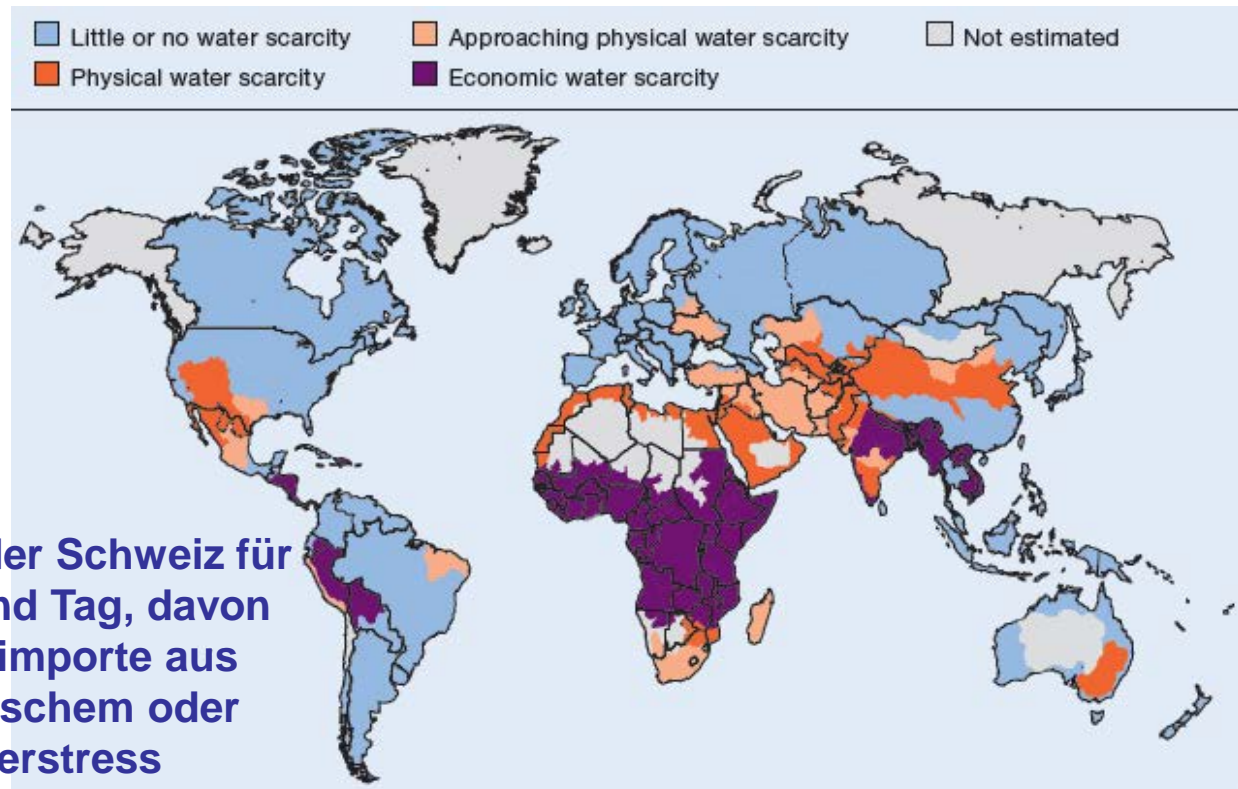 Little or no water scarcity Approaching physical water scarcity Not estimated
Physical water scarcity Economic water scarcity
der Schweiz für
nd Tag, davon
importe aus
schem oder
erstress